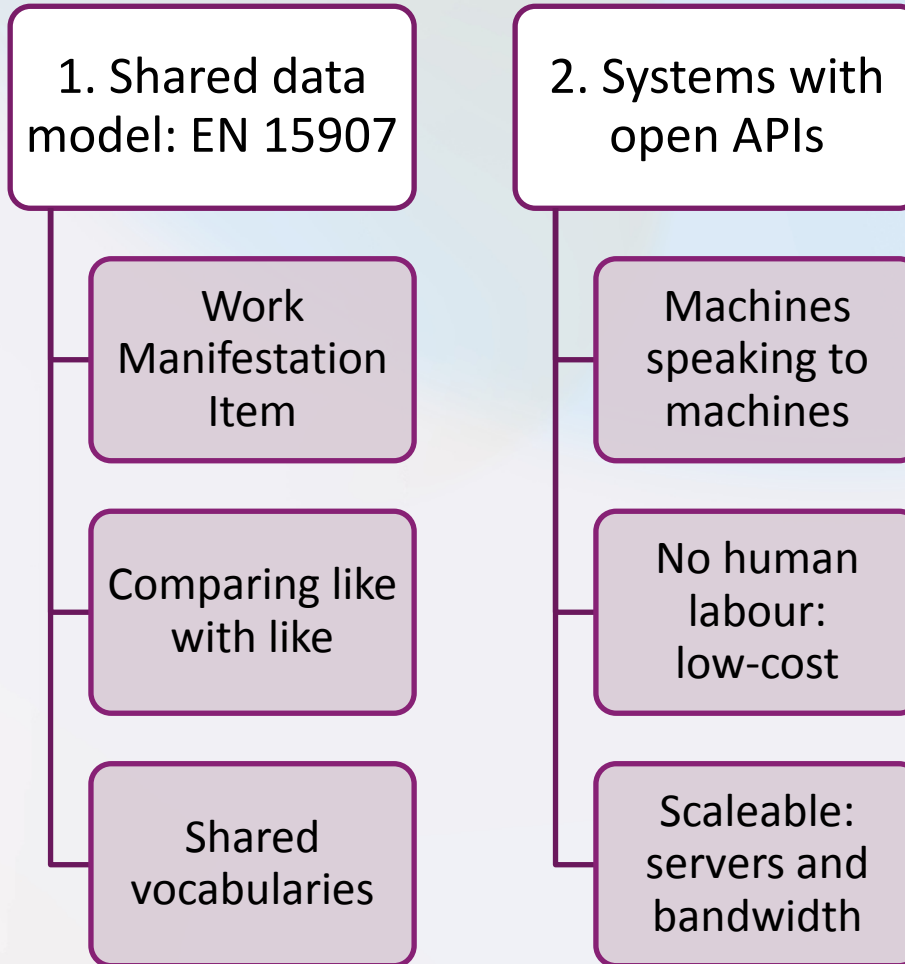 1. Shared data
model: EN 15907
Work
Manifestation
Item
Comparing like
with like
Shared
vocabularies
2. Systems with
open APIs
Machines
speaking to
machines
No human
labour:
low-cost
Scaleable:
servers and
bandwidth